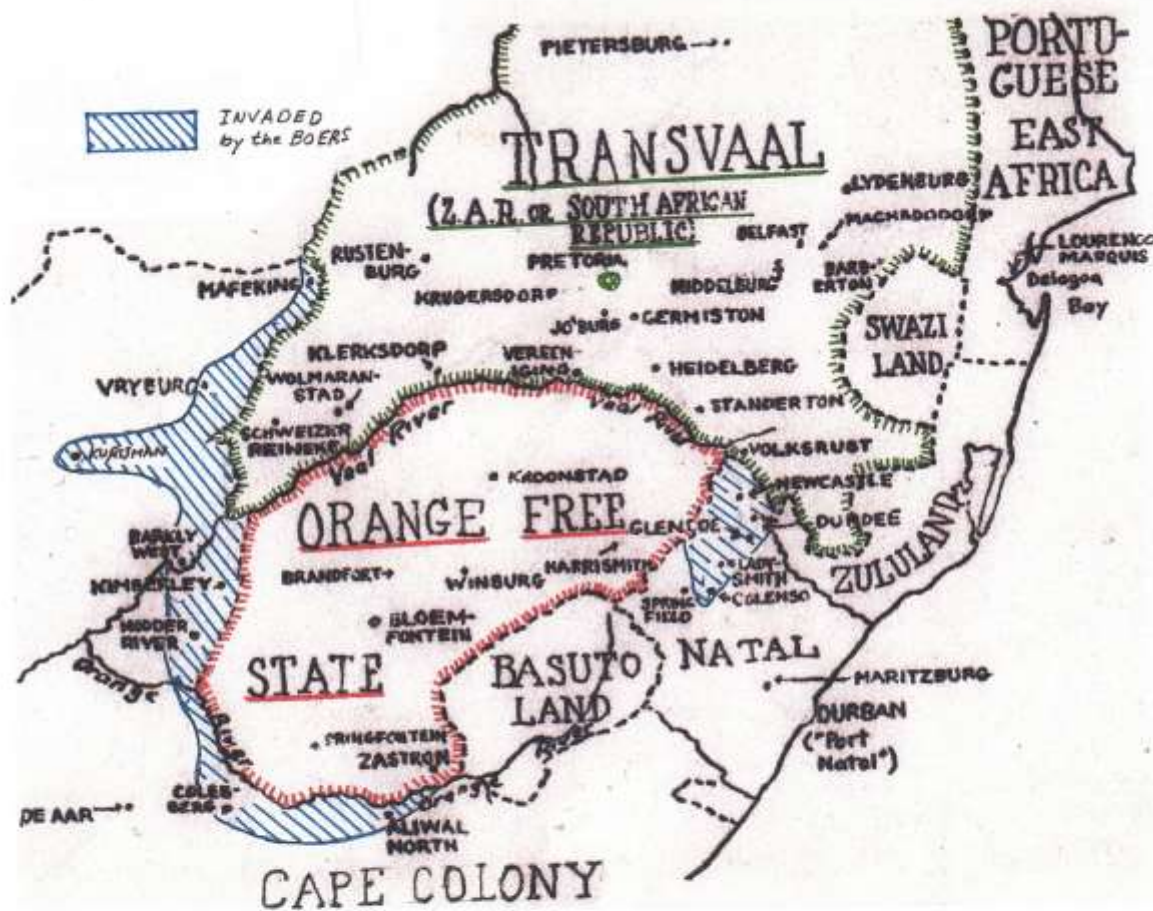 PIETERSBURG
PORTU-
GUESE
EAST
AFRICA
INVADED
by the BOERS
TRANSVAAL
(Z.A.R. OR SOUTH AFRICAN
REPUBLIC)
LYDENBURG
MACHADODORP
BELFAST
RUSTEN-
BURG
PRETORIA
MIDDELBURG
BARB-
ERTON
LOURENCO
MARQUIS
Delagoa
Bay
MAFEKING
KRUGERSDORP
JO'BURG
GERMISTON
SWAZI
LAND
KLERKSDORP
VEREEN-
IGING
HEIDELBERG
VRYBURG
WOLMARAN-
STAD
STANDERTON
SCHWEIZER
REINEKE
Vaal River
Vaal River
VOLKSRUST
KURUMAN
KROONSTAD
NEWCASTLE
ORANGE FREE
STATE
GLENCOE
DUNDEE
ZULULAND
BARKLY
WEST
KIMBERLEY
BRANDFORT
WINBURG
HARRISMITH
LADY-
SMITH
COLENSO
SPRING
FIELD
MODDER
RIVER
BLOEM-
FONTEIN
NATAL
Orange
River
BASUTO
LAND
MARITZBURG
DURBAN
("Port
Natal")
SPRINGFONTEIN
ZASTRON
Orange
River
COLES-
BERG
DE AAR
ALIWAL
NORTH
CAPE COLONY